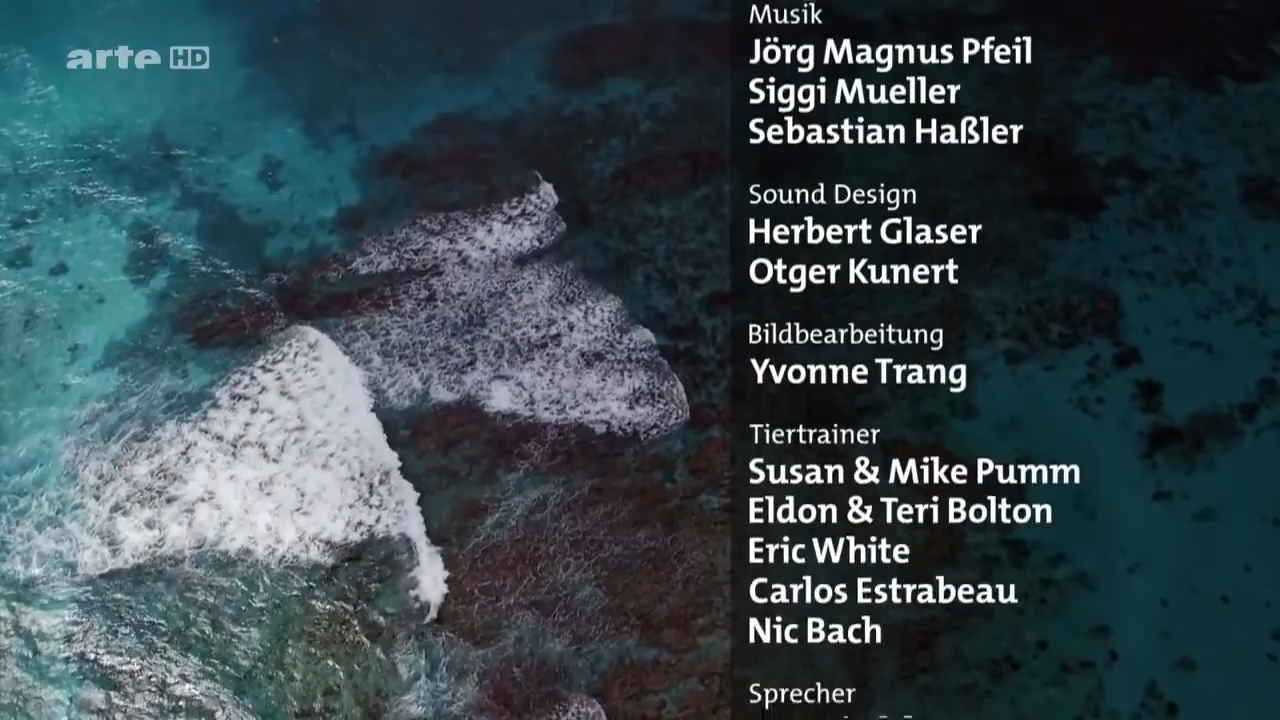 arte HD
Musik
Jörg Magnus Pfeil
Siggi Mueller
Sebastian Haßler
Sound Design
Herbert Glaser
Otger Kunert
Bildbearbeitung
Yvonne Trang
Tiertrainer
Susan & Mike Pumm
Eldon & Teri Bolton
Eric White
Carlos Estrabeau
Nic Bach
Sprecher